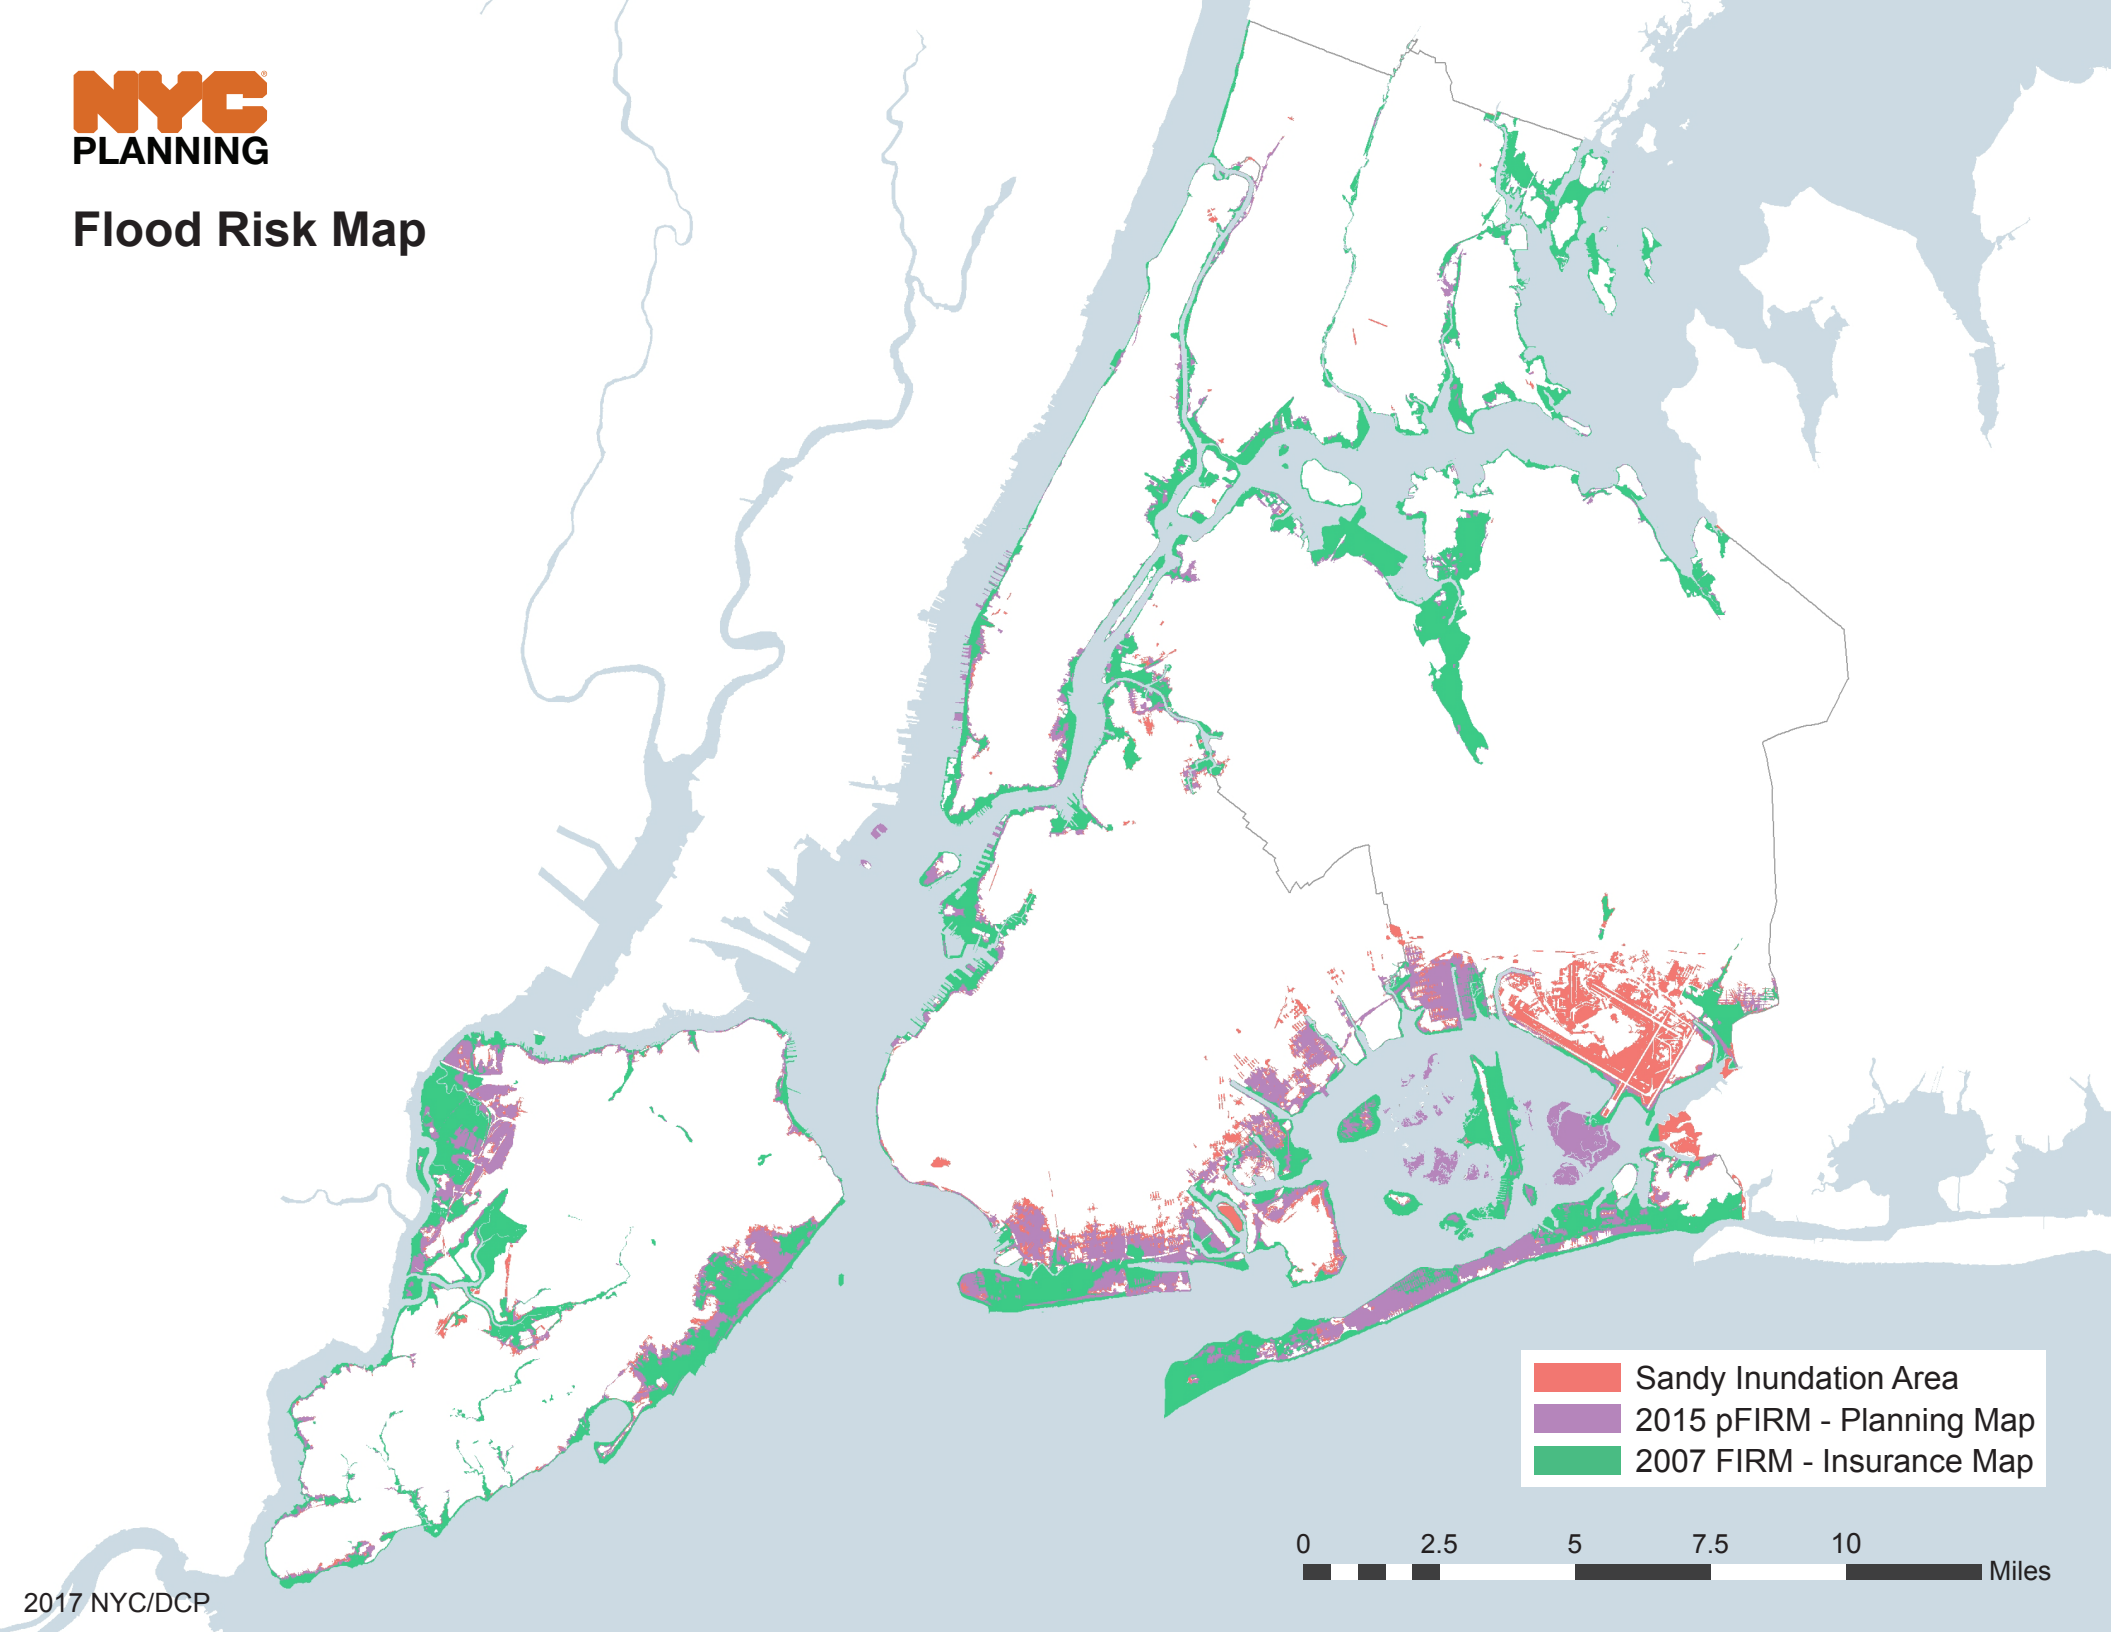 NYC®
PLANNING
Flood Risk Map
Sandy Inundation Area
2015 pFIRM - Planning Map
2007 FIRM - Insurance Map
0 2.5 5 7.5 10
Miles
2017 NYC/DCP